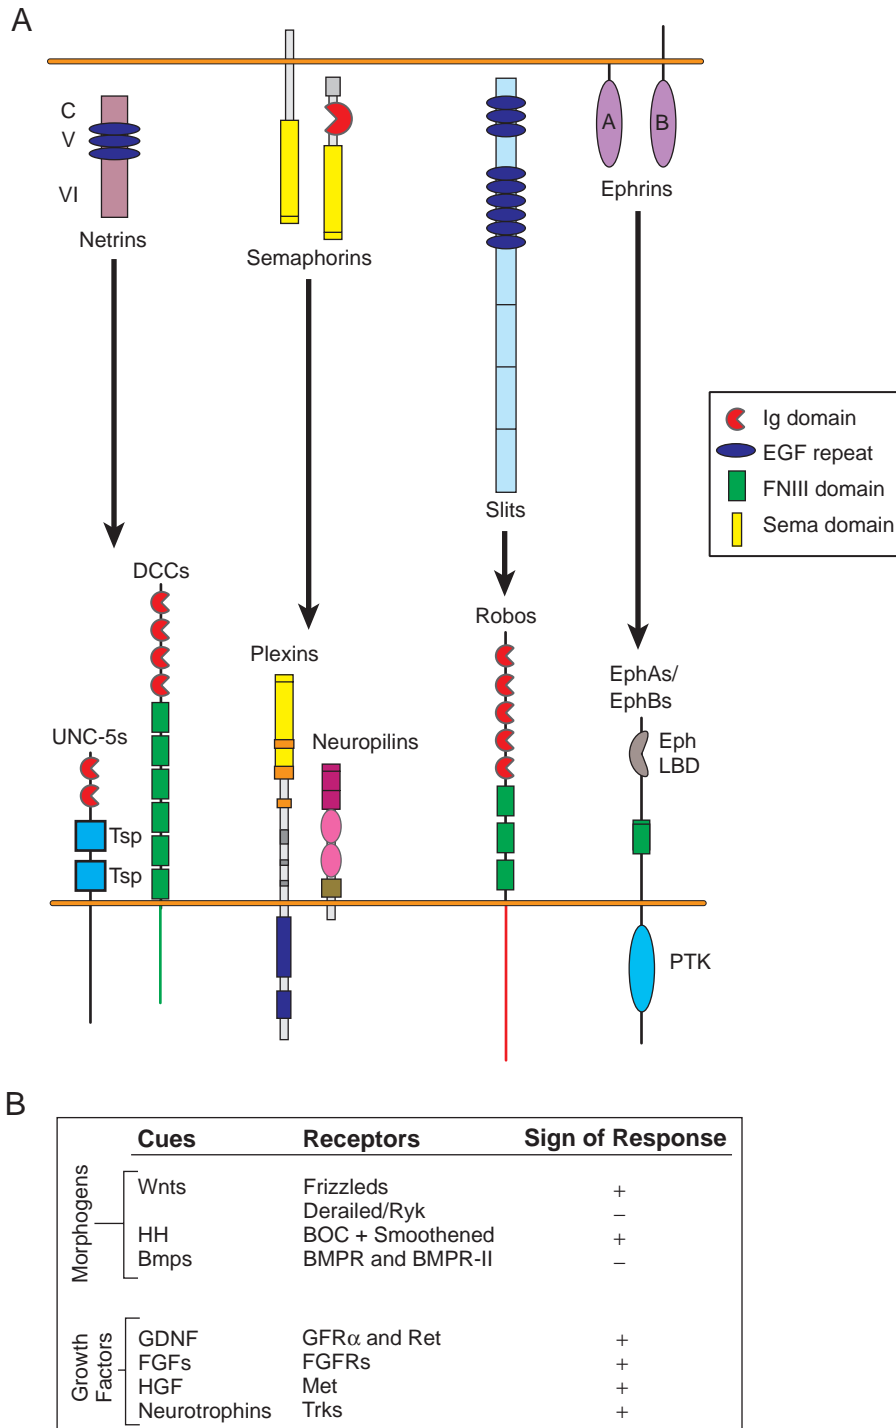 A
C
V
VI
Netrins
Semaphorins
A
B
Ephrins
Slits
Ig domain
EGF repeat
FNIII domain
Sema domain
DCCs
Robos
Plexins
EphAs/
EphBs
UNC-5s
Neuropilins
Eph
LBD
Tsp
Tsp
PTK
B
Cues Receptors Sign of Response
Morphogens
Wnts Frizzleds +
Derailed/Ryk –
HH BOC + Smoothened +
Bmps BMPR and BMPR-II –
Growth
Factors
GDNF GFRα and Ret +
FGFs FGFRs +
HGF Met +
Neurotrophins Trks +